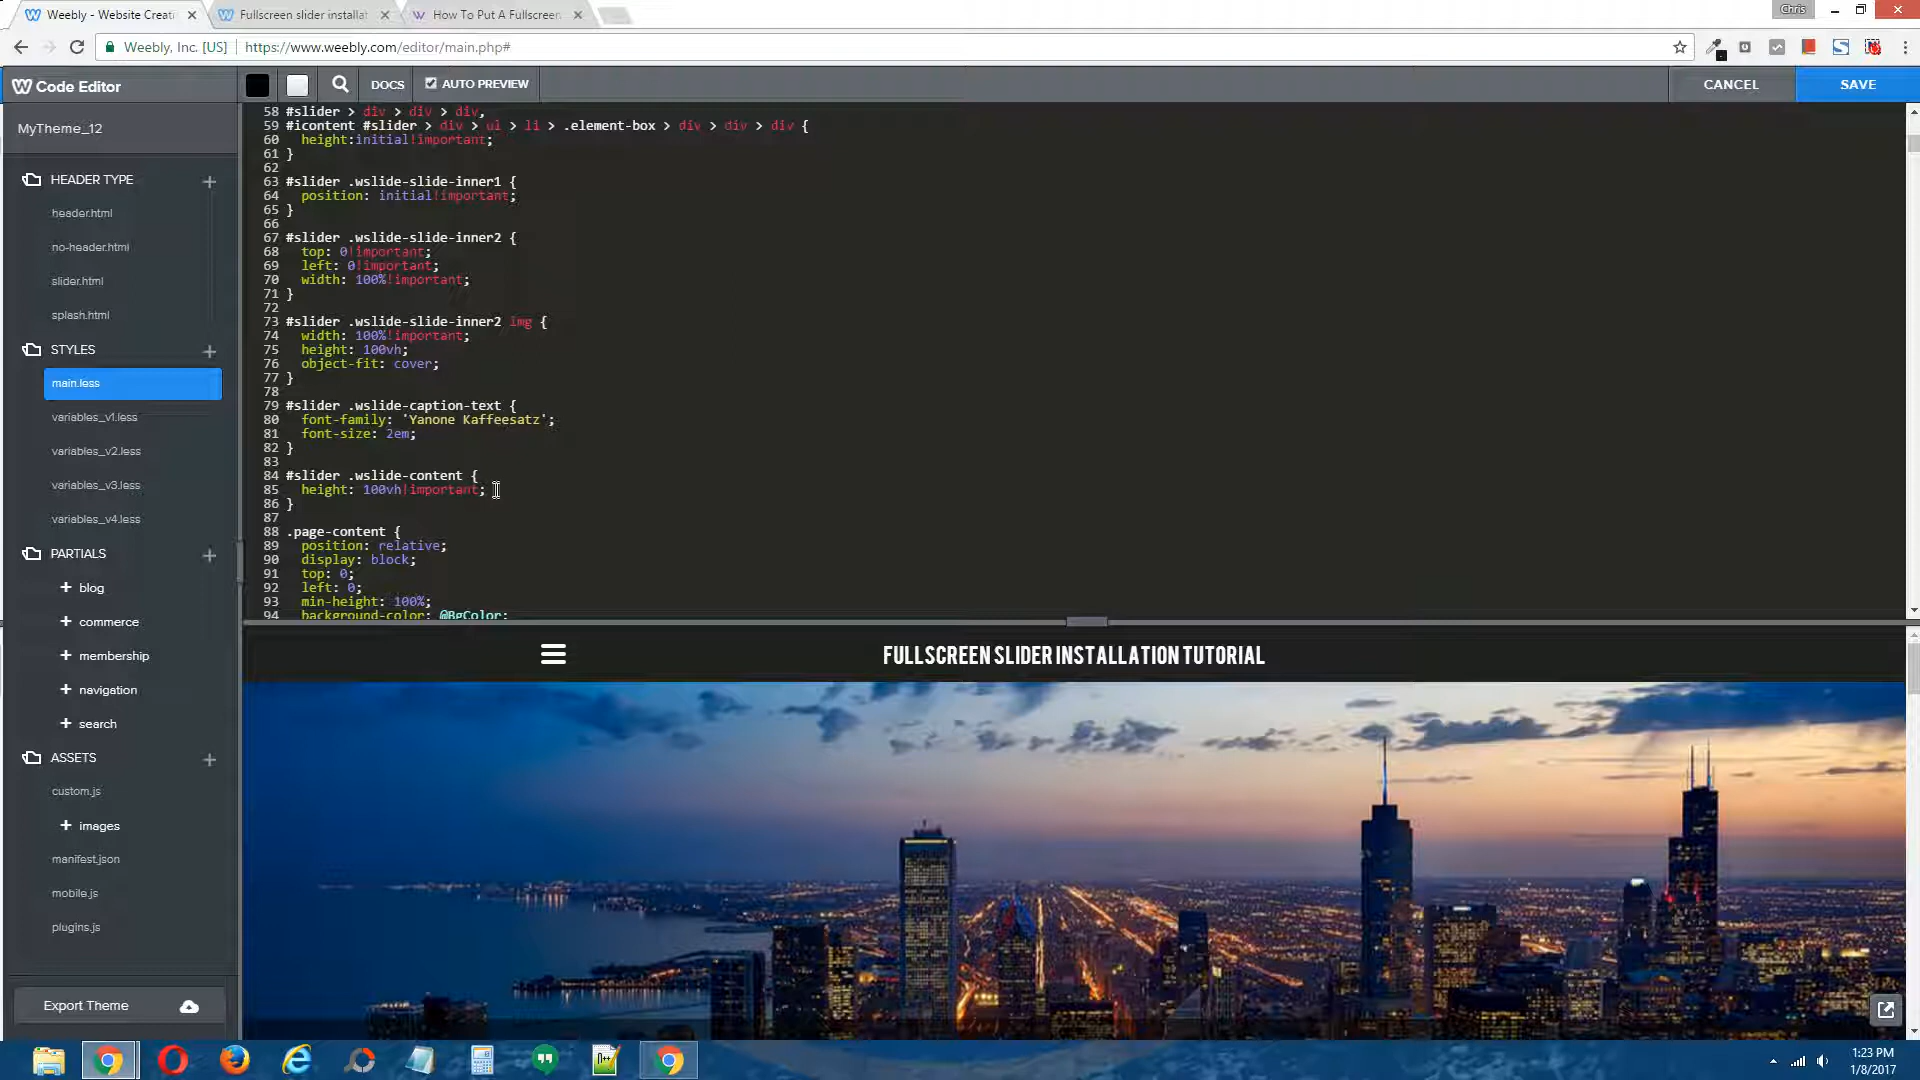 Weebly - Website Creati
Fullscreen slider installat
How To Put A Fullscreen
Chris
Weebly, Inc. [US]
https://www.weebly.com/editor/main.php#
Code Editor
DOCS
AUTO PREVIEW
CANCEL
SAVE
MyTheme_12
HEADER TYPE
header.html
no-header.html
slider.html
splash.html
STYLES
main.less
variables_v1.less
variables_v2.less
variables_v3.less
variables_v4.less
PARTIALS
blog
commerce
membership
navigation
search
ASSETS
custom.js
images
manifest.json
mobile.js
plugins.js
Export Theme
58 #slider > div > div > div,
59 #icontent #slider > div > ul > li > .element-box > div > div > div {
60 height:initial!important;
61 }
62
63 #slider .wslide-slide-inner1 {
64 position: initial!important;
65 }
66
67 #slider .wslide-slide-inner2 {
68 top: 0!important;
69 left: 0!important;
70 width: 100%!important;
71 }
72
73 #slider .wslide-slide-inner2 img {
74 width: 100%!important;
75 height: 100vh;
76 object-fit: cover;
77 }
78
79 #slider .wslide-caption-text {
80 font-family: 'Yanone Kaffeesatz';
81 font-size: 2em;
82 }
83
84 #slider .wslide-content {
85 height: 100vh!important;
86 }
87
88 .page-content {
89 position: relative;
90 display: block;
91 top: 0;
92 left: 0;
93 min-height: 100%;
94 background-color: @BgColor;
FULLSCREEN SLIDER INSTALLATION TUTORIAL
1:23 PM
1/8/2017